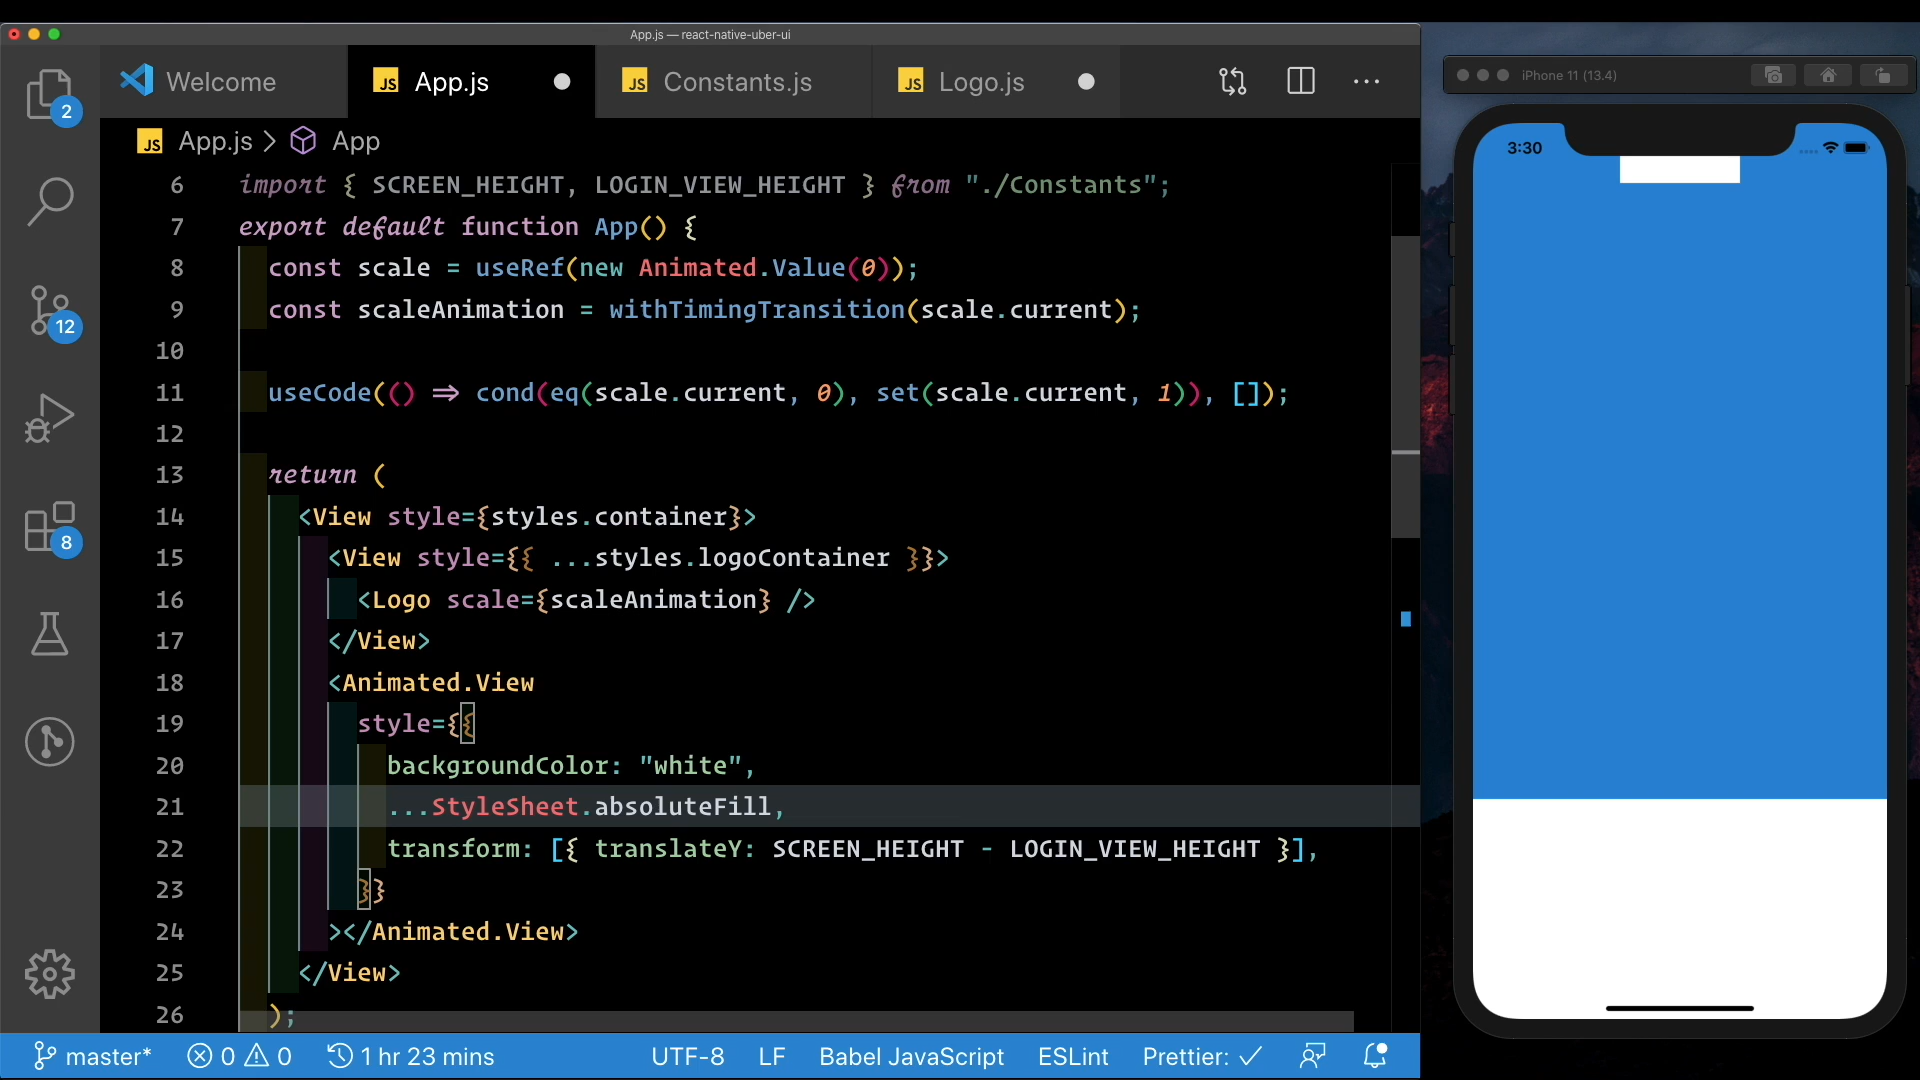 App.js — react-native-uber-ui
Welcome
JS App.js
JS Constants.js
JS Logo.js
2
12
8
JS App.js > App
6 import { SCREEN_HEIGHT, LOGIN_VIEW_HEIGHT } from "./Constants";
7 export default function App() {
8 const scale = useRef(new Animated.Value(0));
9 const scaleAnimation = withTimingTransition(scale.current);
10
11 useCode(() => cond(eq(scale.current, 0), set(scale.current, 1)), []);
12
13 return (
14 <View style={styles.container}>
15 <View style={{ ...styles.logoContainer }}>
16 <Logo scale={scaleAnimation} />
17 </View>
18 <Animated.View
19 style={{
20 backgroundColor: "white",
21 ...StyleSheet.absoluteFill,
22 transform: [{ translateY: SCREEN_HEIGHT - LOGIN_VIEW_HEIGHT }],
23 }}
24 ></Animated.View>
25 </View>
26 );
master* 0 0 1 hr 23 mins UTF-8 LF Babel JavaScript ESLint Prettier: ✓
iPhone 11 (13.4)
3:30